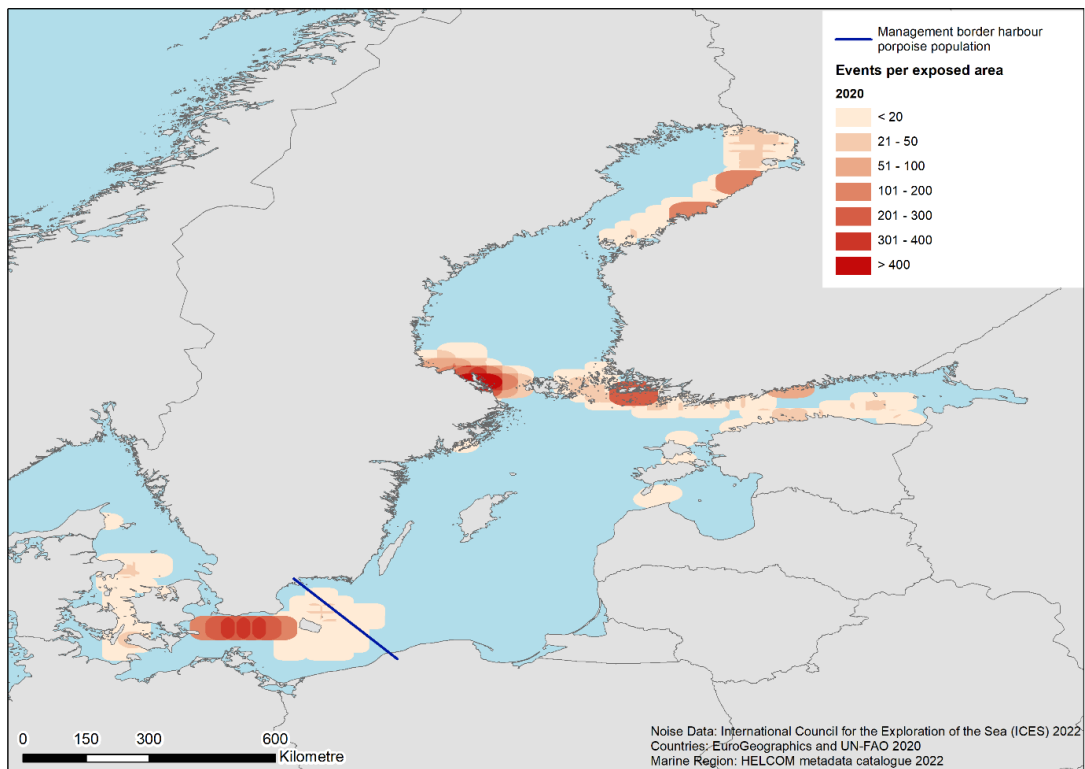 Management border harbour
porpoise population
Events per exposed area
2020
< 20
21 - 50
51 - 100
101 - 200
201 - 300
301 - 400
> 400
0 150 300 600
Kilometre
Noise Data: International Council for the Exploration of the Sea (ICES) 2022
Countries: EuroGeographics and UN-FAO 2020
Marine Region: HELCOM metadata catalogue 2022